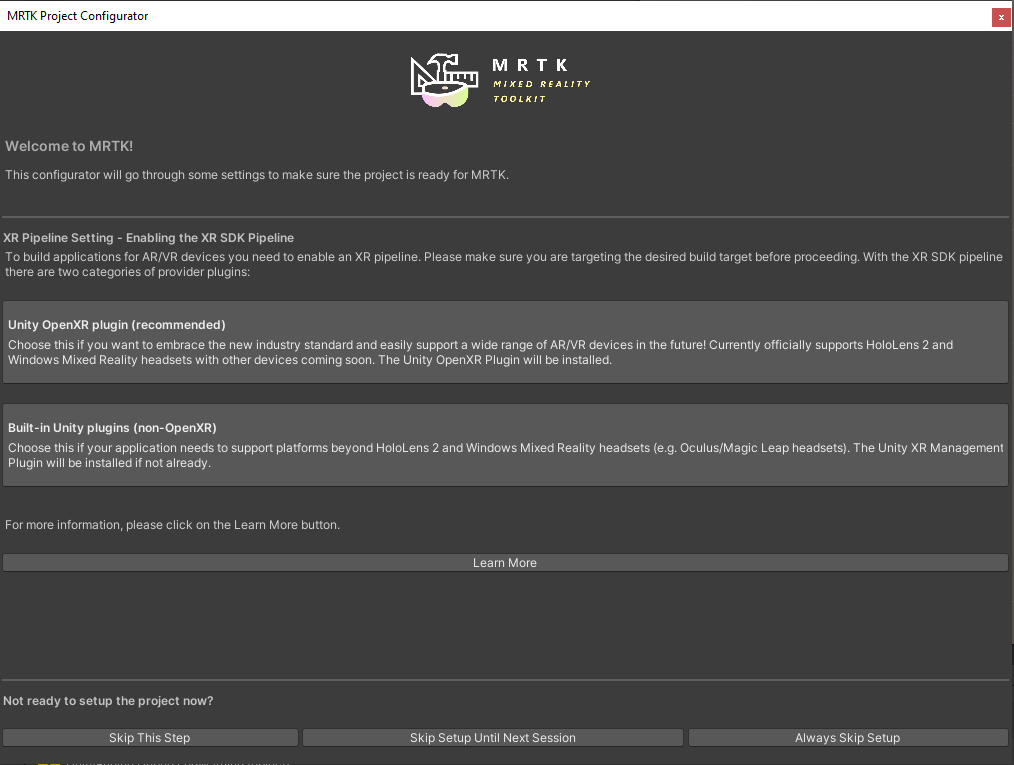 MRTK Project Configurator
x
MRTK
MIXED REALITY
TOOLKIT
Welcome to MRTK!
This configurator will go through some settings to make sure the project is ready for MRTK.
XR Pipeline Setting - Enabling the XR SDK Pipeline
To build applications for AR/VR devices you need to enable an XR pipeline. Please make sure you are targeting the desired build target before proceeding. With the XR SDK pipeline
there are two categories of provider plugins:
Unity OpenXR plugin (recommended)
Choose this if you want to embrace the new industry standard and easily support a wide range of AR/VR devices in the future! Currently officially supports HoloLens 2 and
Windows Mixed Reality headsets with other devices coming soon. The Unity OpenXR Plugin will be installed.
Built-in Unity plugins (non-OpenXR)
Choose this if your application needs to support platforms beyond HoloLens 2 and Windows Mixed Reality headsets (e.g. Oculus/Magic Leap headsets). The Unity XR Management
Plugin will be installed if not already.
For more information, please click on the Learn More button.
Learn More
Not ready to setup the project now?
Skip This Step
Skip Setup Until Next Session
Always Skip Setup